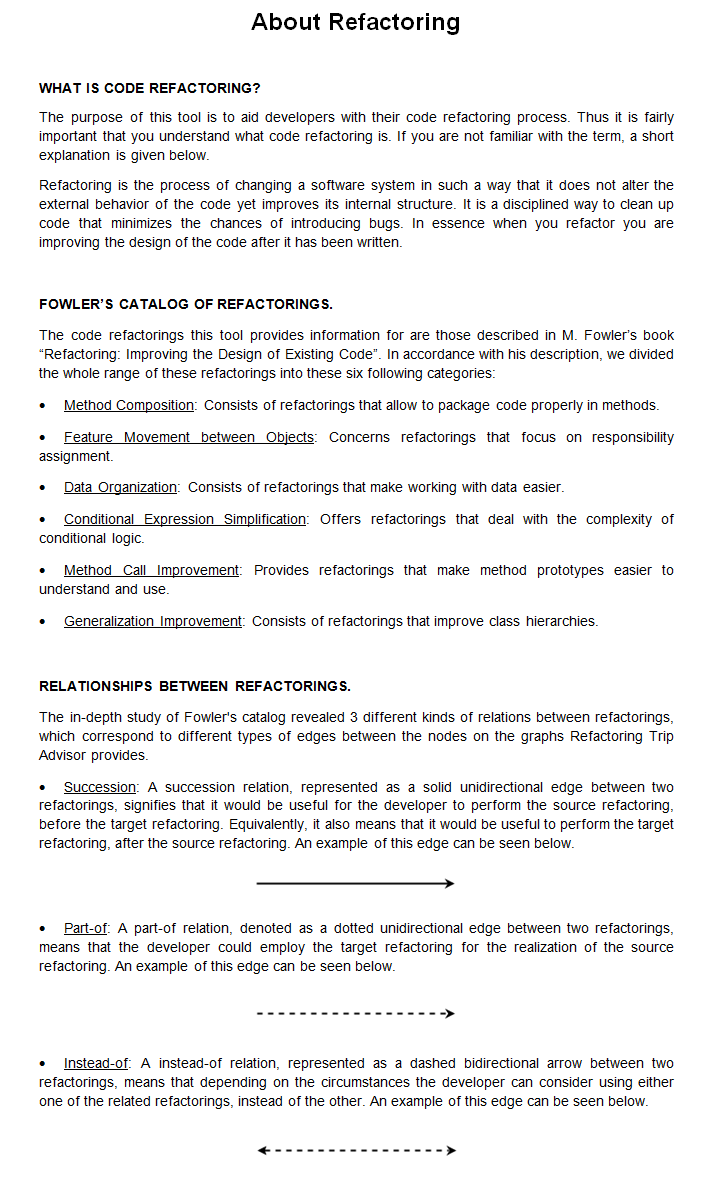 About Refactoring
WHAT IS CODE REFACTORING?
The purpose of this tool is to aid developers with their code refactoring process. Thus it is fairly
important that you understand what code refactoring is. If you are not familiar with the term, a short
explanation is given below.
Refactoring is the process of changing a software system in such a way that it does not alter the
external behavior of the code yet improves its internal structure. It is a disciplined way to clean up
code that minimizes the chances of introducing bugs. In essence when you refactor you are
improving the design of the code after it has been written.
FOWLER’S CATALOG OF REFACTORINGS.
The code refactorings this tool provides information for are those described in M. Fowler’s book
“Refactoring: Improving the Design of Existing Code”. In accordance with his description, we divided
the whole range of these refactorings into these six following categories:
• Method Composition: Consists of refactorings that allow to package code properly in methods.
• Feature Movement between Objects: Concerns refactorings that focus on responsibility
assignment.
• Data Organization: Consists of refactorings that make working with data easier.
• Conditional Expression Simplification: Offers refactorings that deal with the complexity of
conditional logic.
• Method Call Improvement: Provides refactorings that make method prototypes easier to
understand and use.
• Generalization Improvement: Consists of refactorings that improve class hierarchies.
RELATIONSHIPS BETWEEN REFACTORINGS.
The in-depth study of Fowler's catalog revealed 3 different kinds of relations between refactorings,
which correspond to different types of edges between the nodes on the graphs Refactoring Trip
Advisor provides.
• Succession: A succession relation, represented as a solid unidirectional edge between two
refactorings, signifies that it would be useful for the developer to perform the source refactoring,
before the target refactoring. Equivalently, it also means that it would be useful to perform the target
refactoring, after the source refactoring. An example of this edge can be seen below.
• Part-of: A part-of relation, denoted as a dotted unidirectional edge between two refactorings,
means that the developer could employ the target refactoring for the realization of the source
refactoring. An example of this edge can be seen below.
• Instead-of: A instead-of relation, represented as a dashed bidirectional arrow between two
refactorings, means that depending on the circumstances the developer can consider using either
one of the related refactorings, instead of the other. An example of this edge can be seen below.